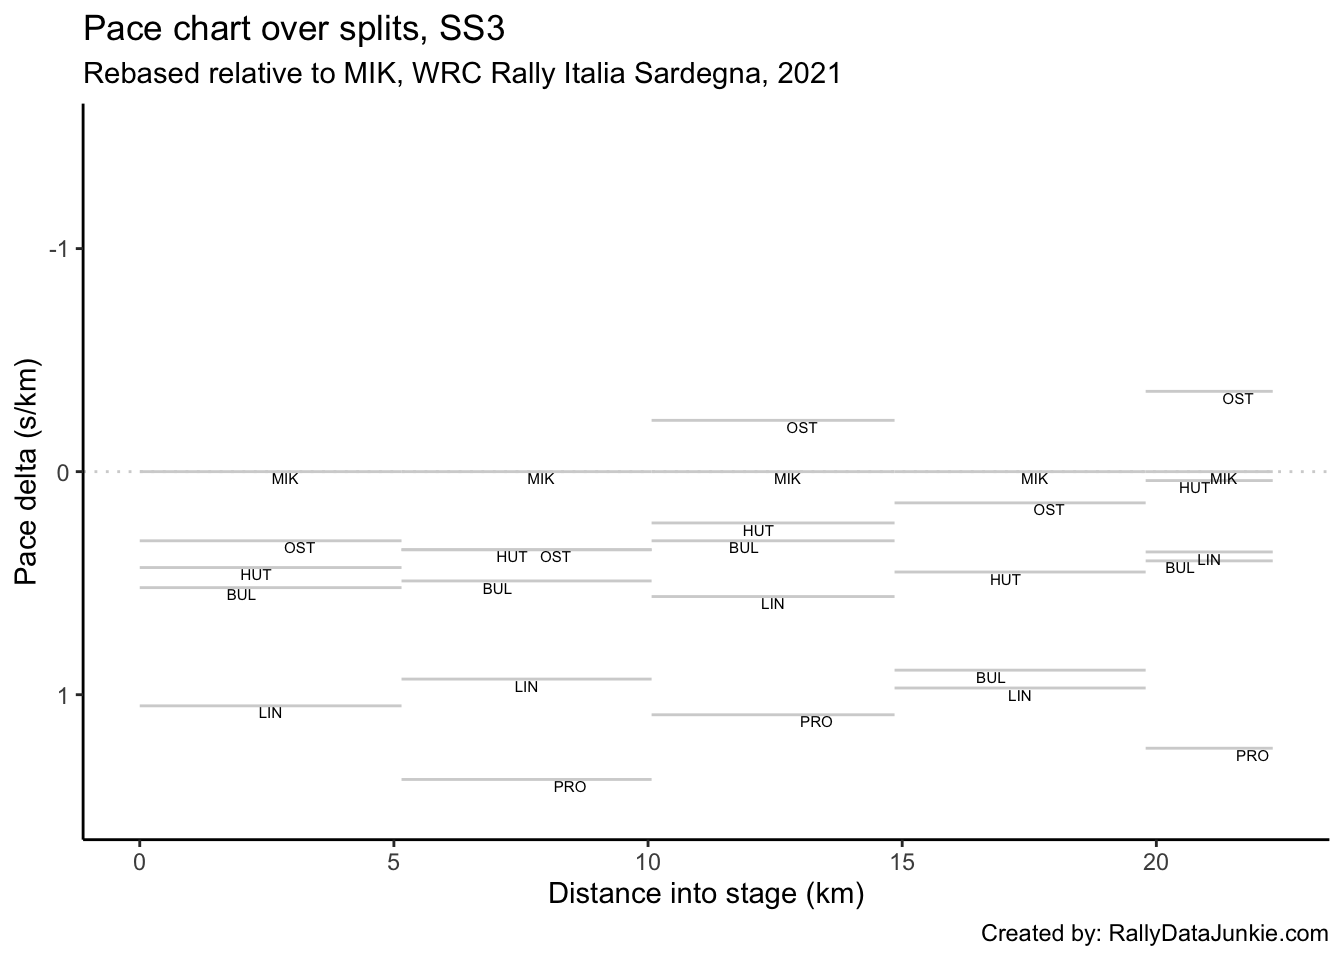 Pace chart over splits, SS3
Rebased relative to MIK, WRC Rally Italia Sardegna, 2021
Pace delta (s/km)
-1
0
1
OST
OST
MIK MIK MIK MIK MIK
HUT
OST
HUT
OST
HUT OST
BUL
LIN
HUT
BUL
HUT
BUL
BUL
LIN
BUL
LIN
LIN
LIN
PRO
PRO
PRO
0 5 10 15 20
Distance into stage (km)
Created by: RallyDataJunkie.com